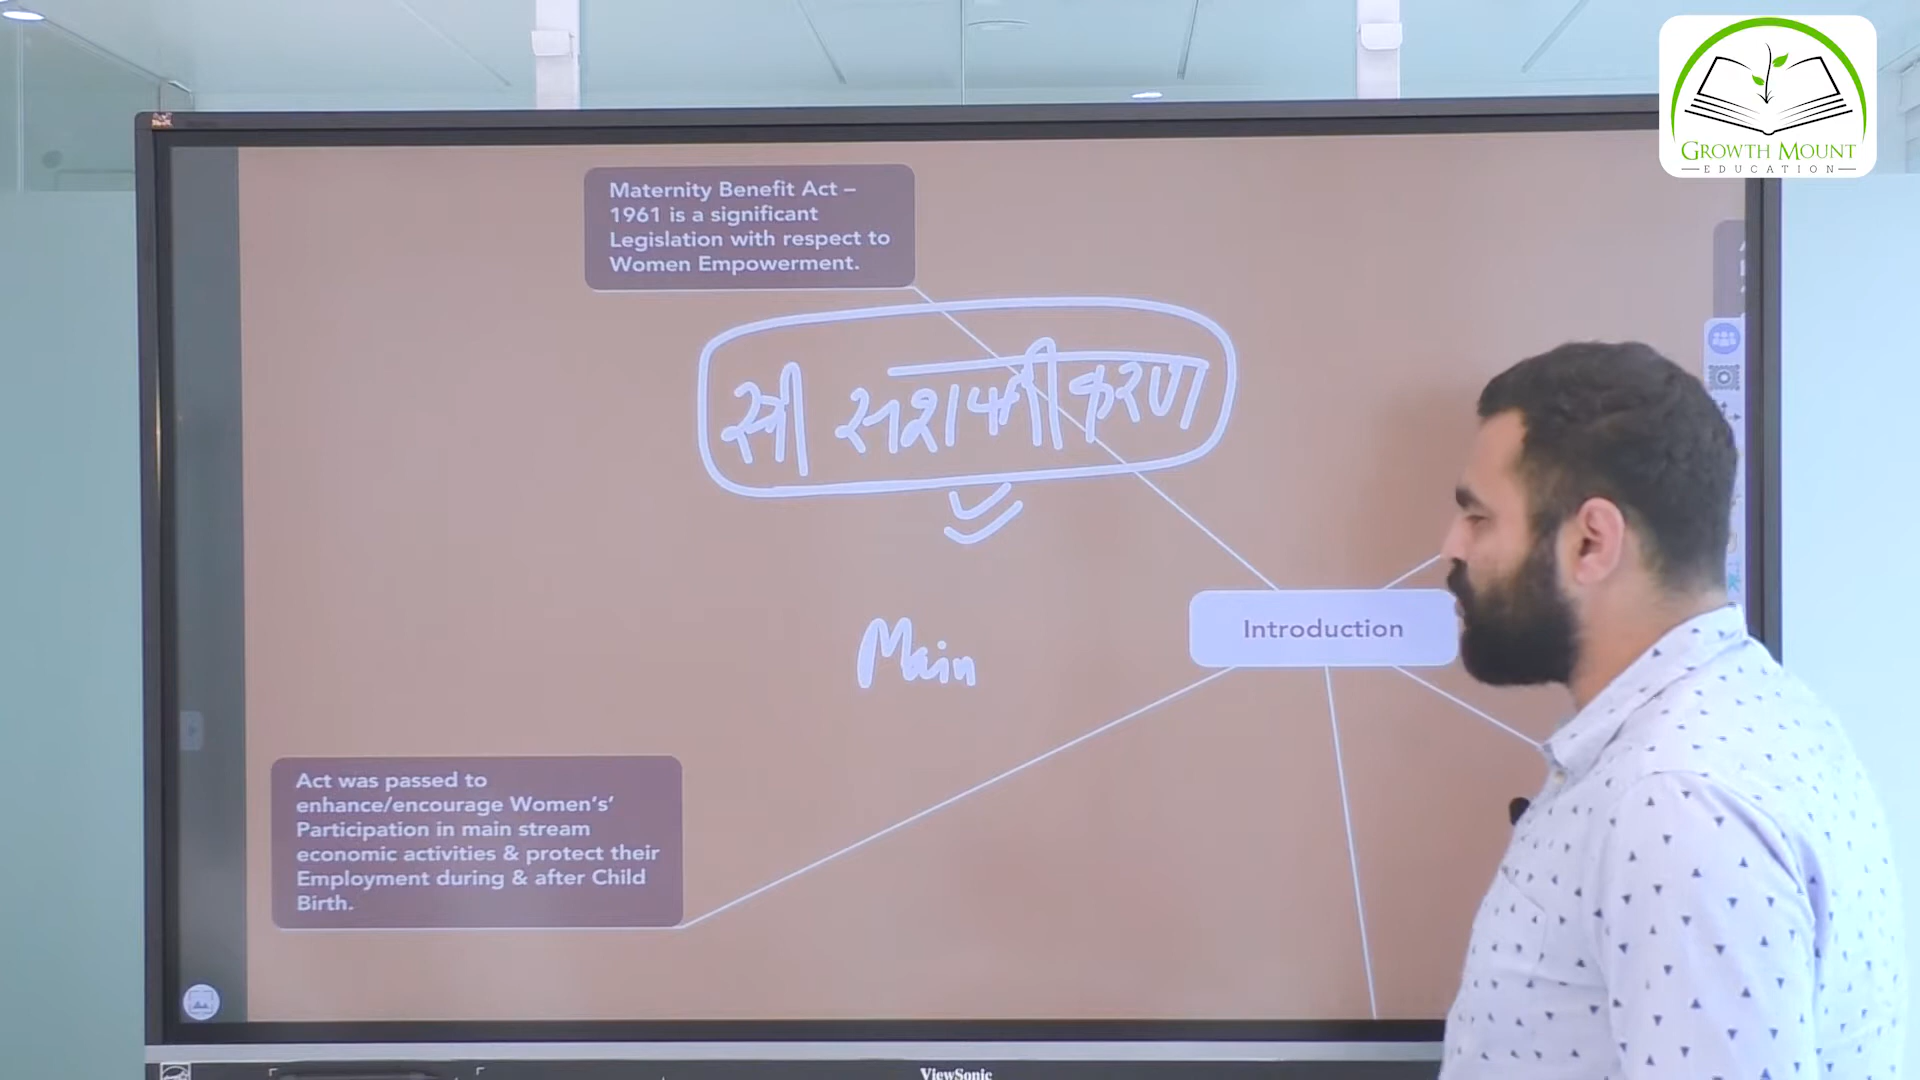 GROWTH MOUNT
EDUCATION
Maternity Benefit Act –
1961 is a significant
Legislation with respect to
Women Empowerment.
स्त्री सशक्तीकरण
Introduction
Main
Act was passed to
enhance/encourage Women's'
Participation in main stream
economic activities & protect their
Employment during & after Child
Birth.
ViewSonic